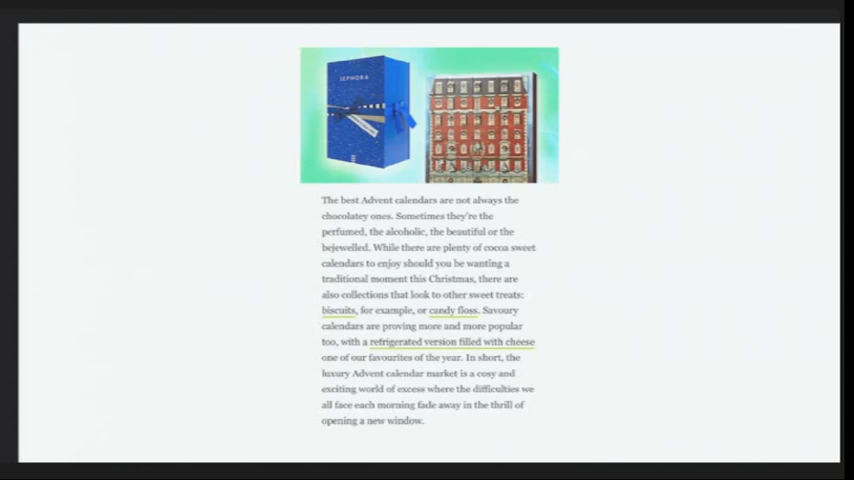 SEPHORA
The best Advent calendars are not always the
chocolatey ones. Sometimes they're the
perfumed, the alcoholic, the beautiful or the
bejewelled. While there are plenty of cocoa sweet
calendars to enjoy should you be wanting a
traditional moment this Christmas, there are
also collections that look to other sweet treats:
biscuits, for example, or candy floss. Savoury
calendars are proving more and more popular
too, with a refrigerated version filled with cheese
one of our favourites of the year. In short, the
luxury Advent calendar market is a cosy and
exciting world of excess where the difficulties we
all face each morning fade away in the thrill of
opening a new window.